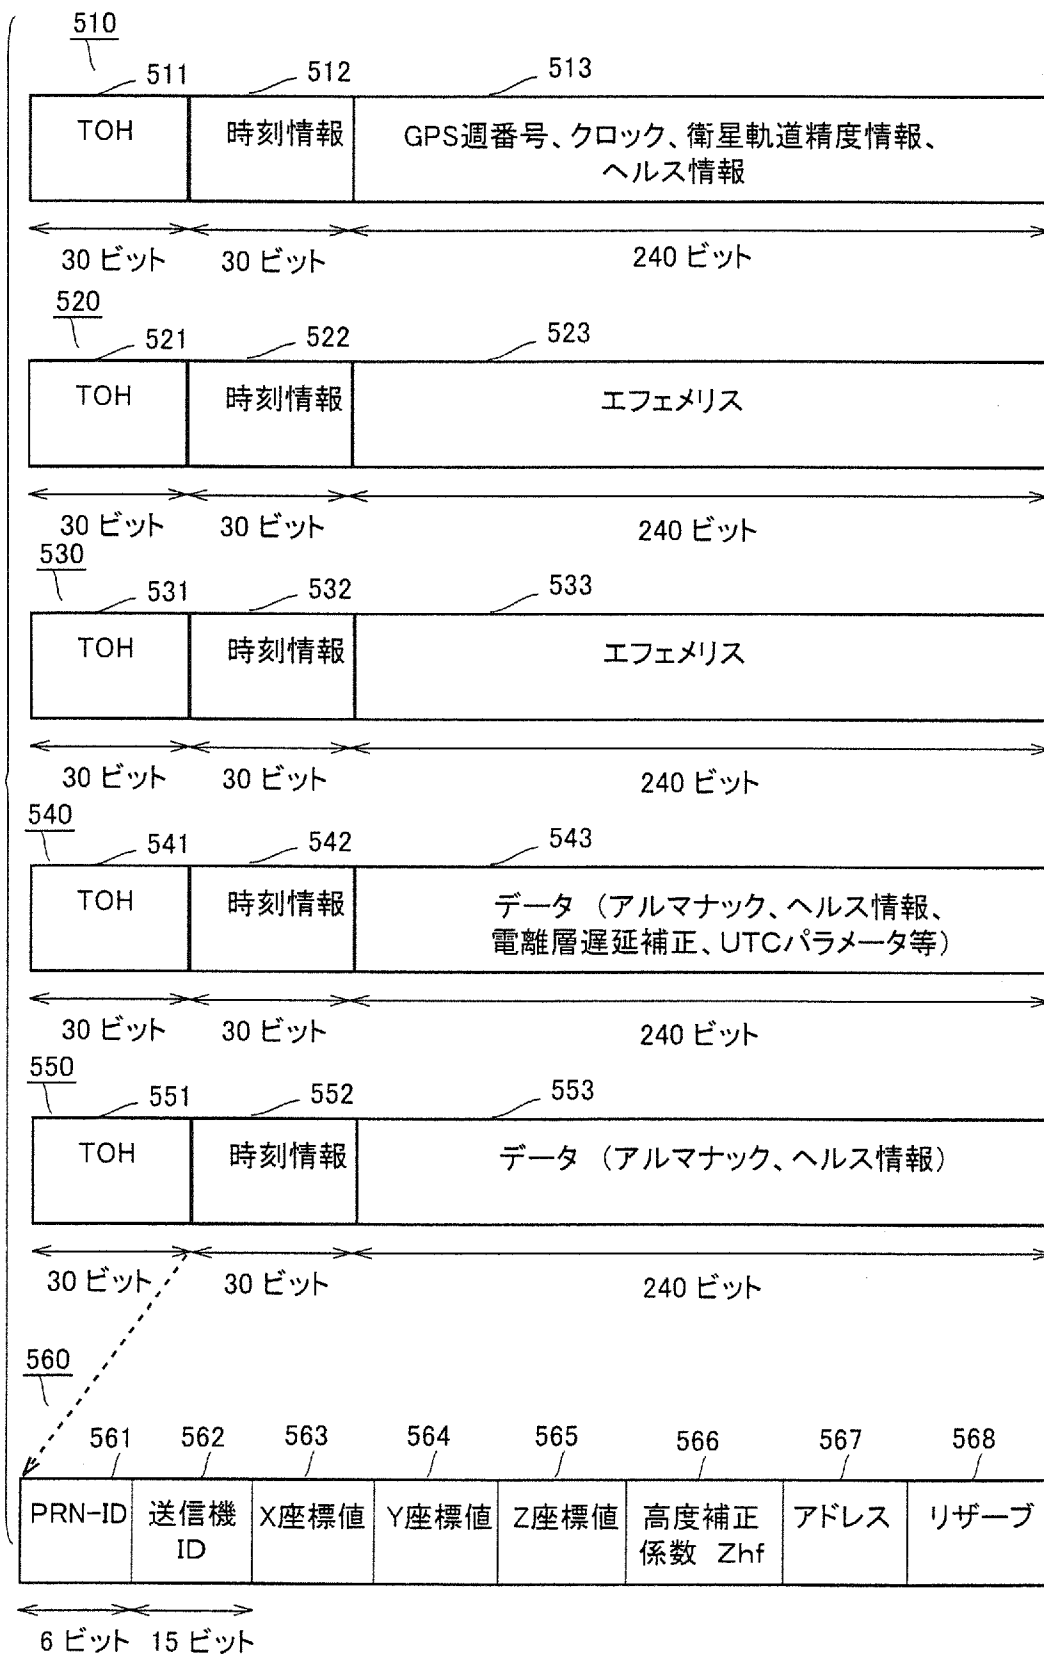 510
511 512 513
TOH 時刻情報 GPS週番号、クロック、衛星軌道精度情報、
ヘルス情報
30 ビット 30 ビット 240 ビット
520
521 522 523
TOH 時刻情報 エフェメリス
30 ビット 30 ビット 240 ビット
530
531 532 533
TOH 時刻情報 エフェメリス
30 ビット 30 ビット 240 ビット
540
541 542 543
TOH 時刻情報 データ （アルマナック、ヘルス情報、
電離層遅延補正、UTCパラメータ等）
30 ビット 30 ビット 240 ビット
550
551 552 553
TOH 時刻情報 データ （アルマナック、ヘルス情報）
30 ビット 30 ビット 240 ビット
560
561 562 563 564 565 566 567 568
PRN-ID 送信機 X座標値 Y座標値 Z座標値 高度補正 アドレス リザーブ
ID 係数 Zhf
6 ビット 15 ビット